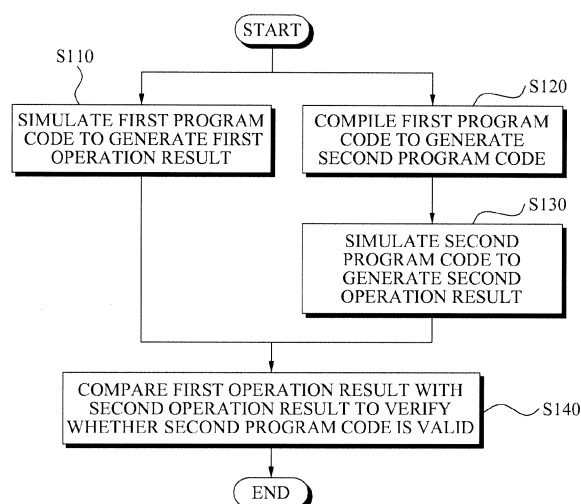 START
S110
SIMULATE FIRST PROGRAM
CODE TO GENERATE FIRST
OPERATION RESULT
S120
COMPILE FIRST PROGRAM
CODE TO GENERATE
SECOND PROGRAM CODE
S130
SIMULATE SECOND
PROGRAM CODE TO
GENERATE SECOND
OPERATION RESULT
COMPARE FIRST OPERATION RESULT WITH
SECOND OPERATION RESULT TO VERIFY
WHETHER SECOND PROGRAM CODE IS VALID
S140
END